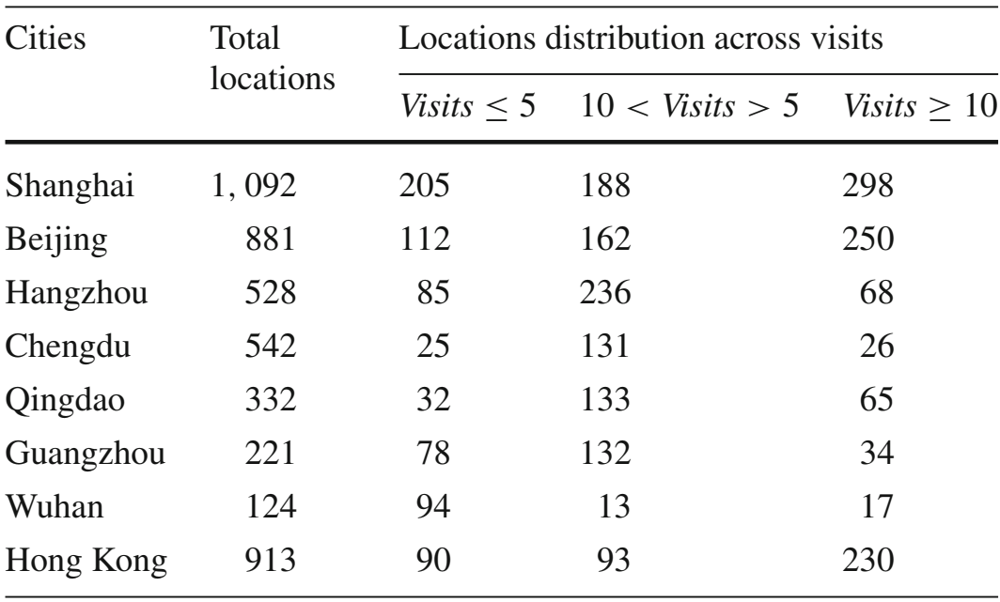 Cities Total locations Locations distribution across visits
Visits ≤ 5 10 < Visits > 5 Visits ≥ 10
Shanghai 1, 092 205 188 298
Beijing 881 112 162 250
Hangzhou 528 85 236 68
Chengdu 542 25 131 26
Qingdao 332 32 133 65
Guangzhou 221 78 132 34
Wuhan 124 94 13 17
Hong Kong 913 90 93 230